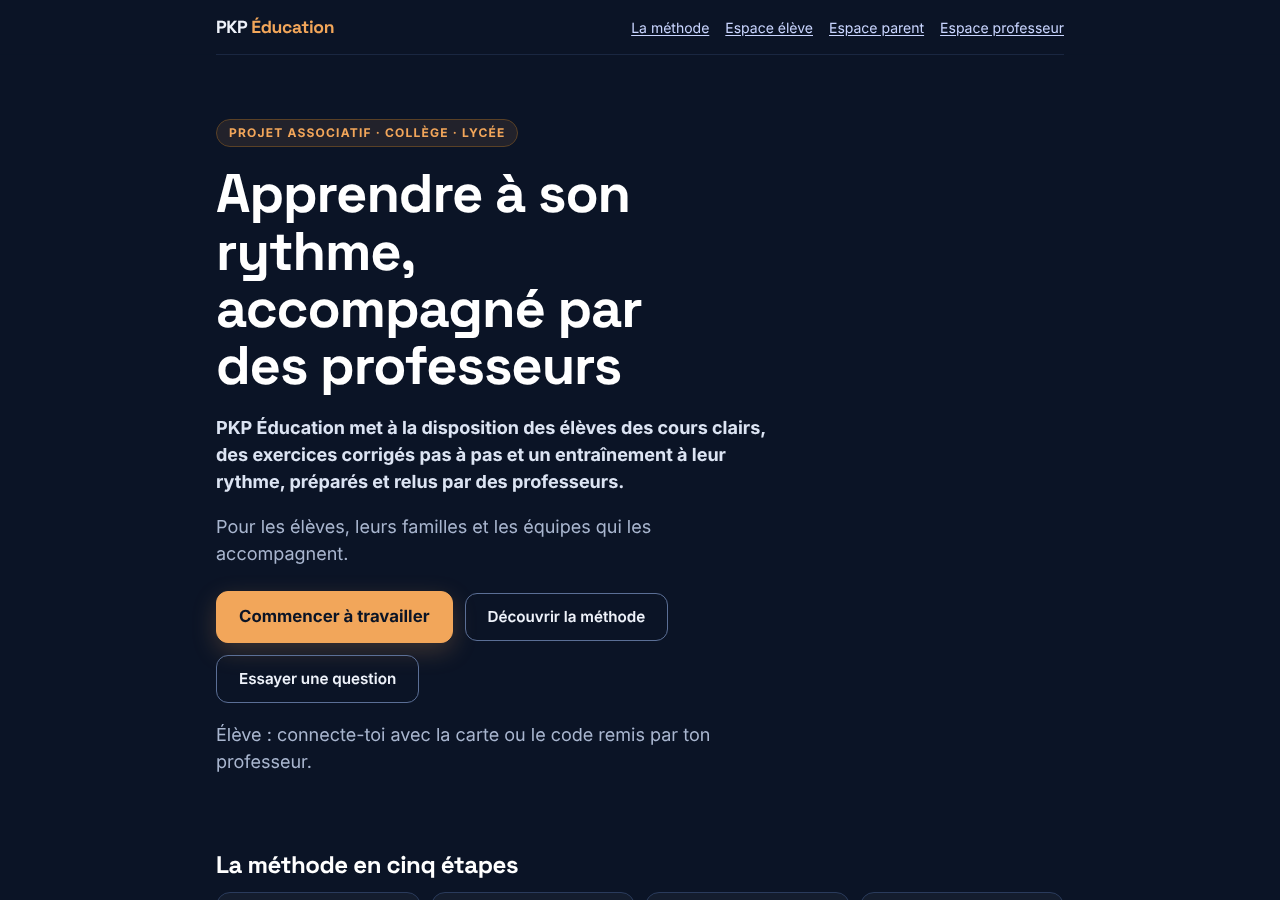 PKP Éducation
La méthode Espace élève Espace parent Espace professeur
PROJET ASSOCIATIF · COLLÈGE · LYCÉE
Apprendre à son
rythme,
accompagné par
des professeurs
PKP Éducation met à la disposition des élèves des cours clairs,
des exercices corrigés pas à pas et un entraînement à leur
rythme, préparés et relus par des professeurs.
Pour les élèves, leurs familles et les équipes qui les
accompagnent.
Commencer à travailler
Découvrir la méthode
Essayer une question
Élève : connecte-toi avec la carte ou le code remis par ton
professeur.
La méthode en cinq étapes